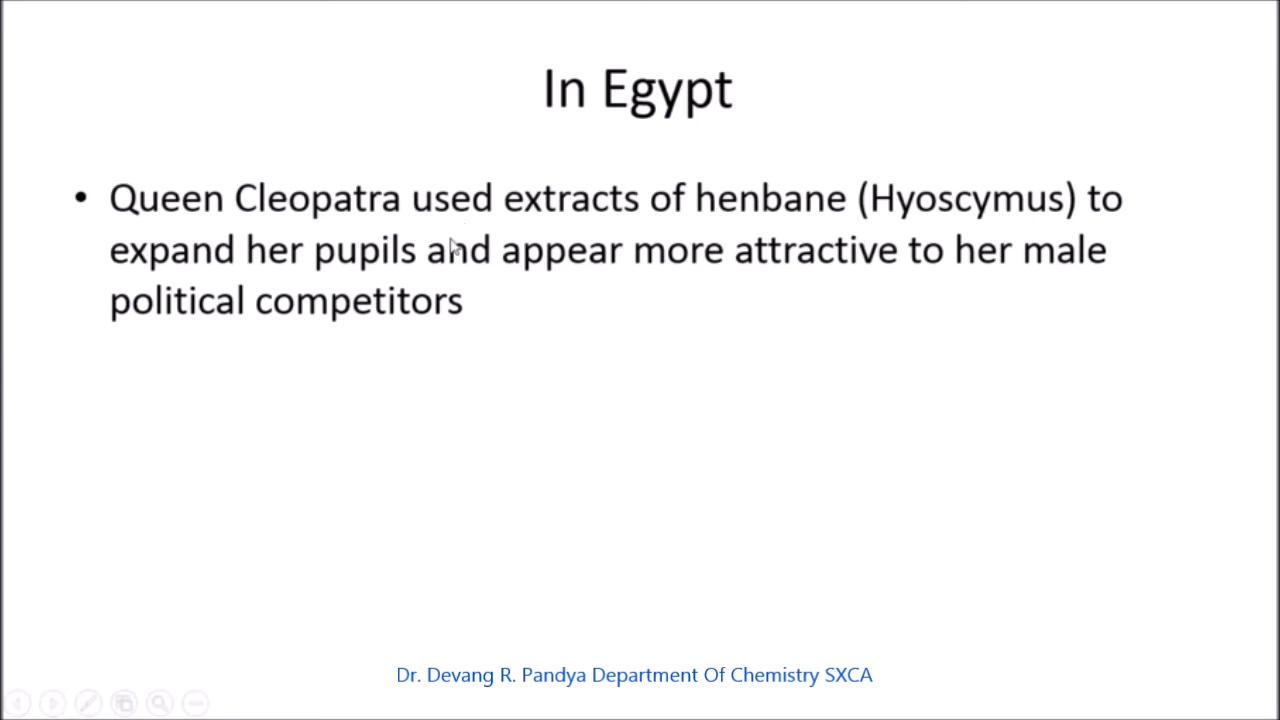 In Egypt
• Queen Cleopatra used extracts of henbane (Hyoscymus) to
expand her pupils and appear more attractive to her male
political competitors
Dr. Devang R. Pandya Department Of Chemistry SXCA